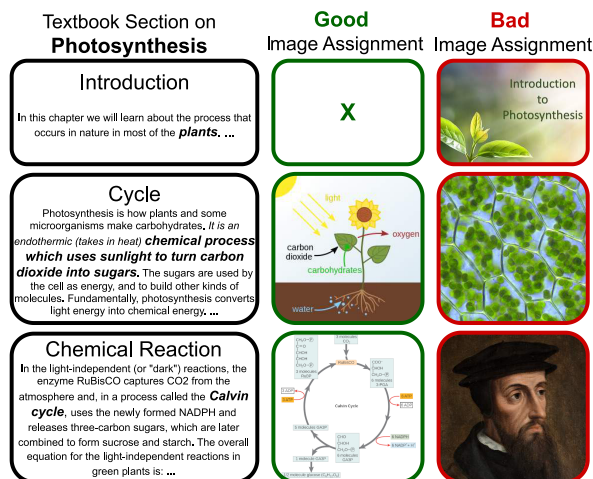 Textbook Section on
Photosynthesis
Good
Image Assignment
Bad
Image Assignment
Introduction
In this chapter we will learn about the process that
occurs in nature in most of the plants. ...
X
Introduction
to
Photosynthesis
Cycle
Photosynthesis is how plants and some
microorganisms make carbohydrates. It is an
endothermic (takes in heat) chemical process
which uses sunlight to turn carbon
dioxide into sugars. The sugars are used by
the cell as energy, and to build other kinds of
molecules. Fundamentally, photosynthesis converts
light energy into chemical energy. ...
light
oxygen
carbon
dioxide
carbohydrates
water
Chemical Reaction
In the light-independent (or "dark") reactions, the
enzyme RuBisCO captures CO2 from the
atmosphere and, in a process called the Calvin
cycle, uses the newly formed NADPH and
releases three-carbon sugars, which are later
combined to form sucrose and starch. The overall
equation for the light-independent reactions in
green plants is: ...
RuBisCO
Calvin Cycle